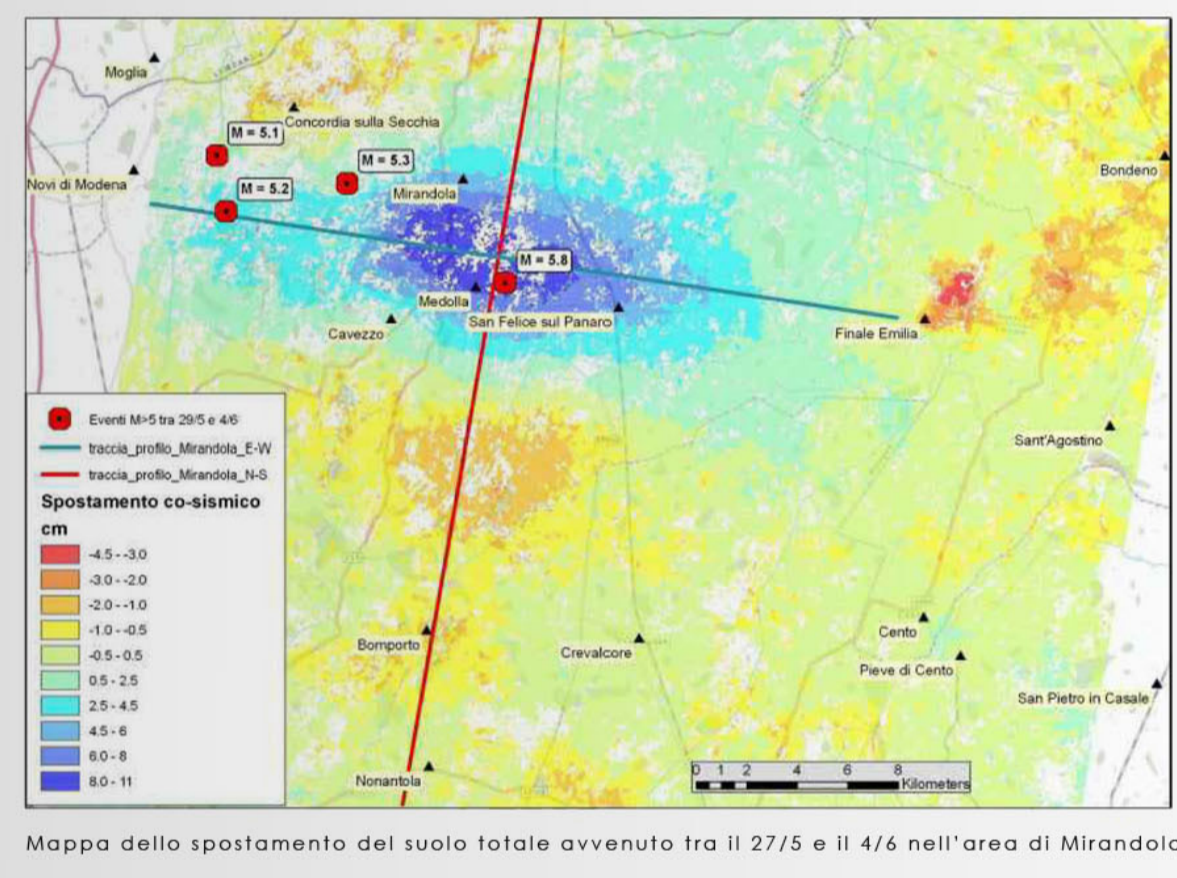 Moglia
Concordia sulla Secchia
M = 5.1
M = 5.3
Novi di Modena
M = 5.2
Mirandola
Bondeno
M = 5.8
Medolla
San Felice sul Panaro
Cavezzo
Finale Emilia
Sant'Agostino
Eventi M>5 tra 29/5 e 4/6
traccia_profilo_Mirandola_E-W
traccia_profilo_Mirandola_N-S
Spostamento co-sismico
cm
-4.5 - -3.0
-3.0 - -2.0
-2.0 - -1.0
-1.0 - -0.5
-0.5 - 0.5
0.5 - 2.5
2.5 - 4.5
4.5 - 6
6.0 - 8
8.0 - 11
Bomporto
Crevalcore
Cento
Pieve di Cento
San Pietro in Casale
Nonantola
0 1 2 4 6 8
Kilometers
Mappa dello spostamento del suolo totale avvenuto tra il 27/5 e il 4/6 nell'area di Mirandola